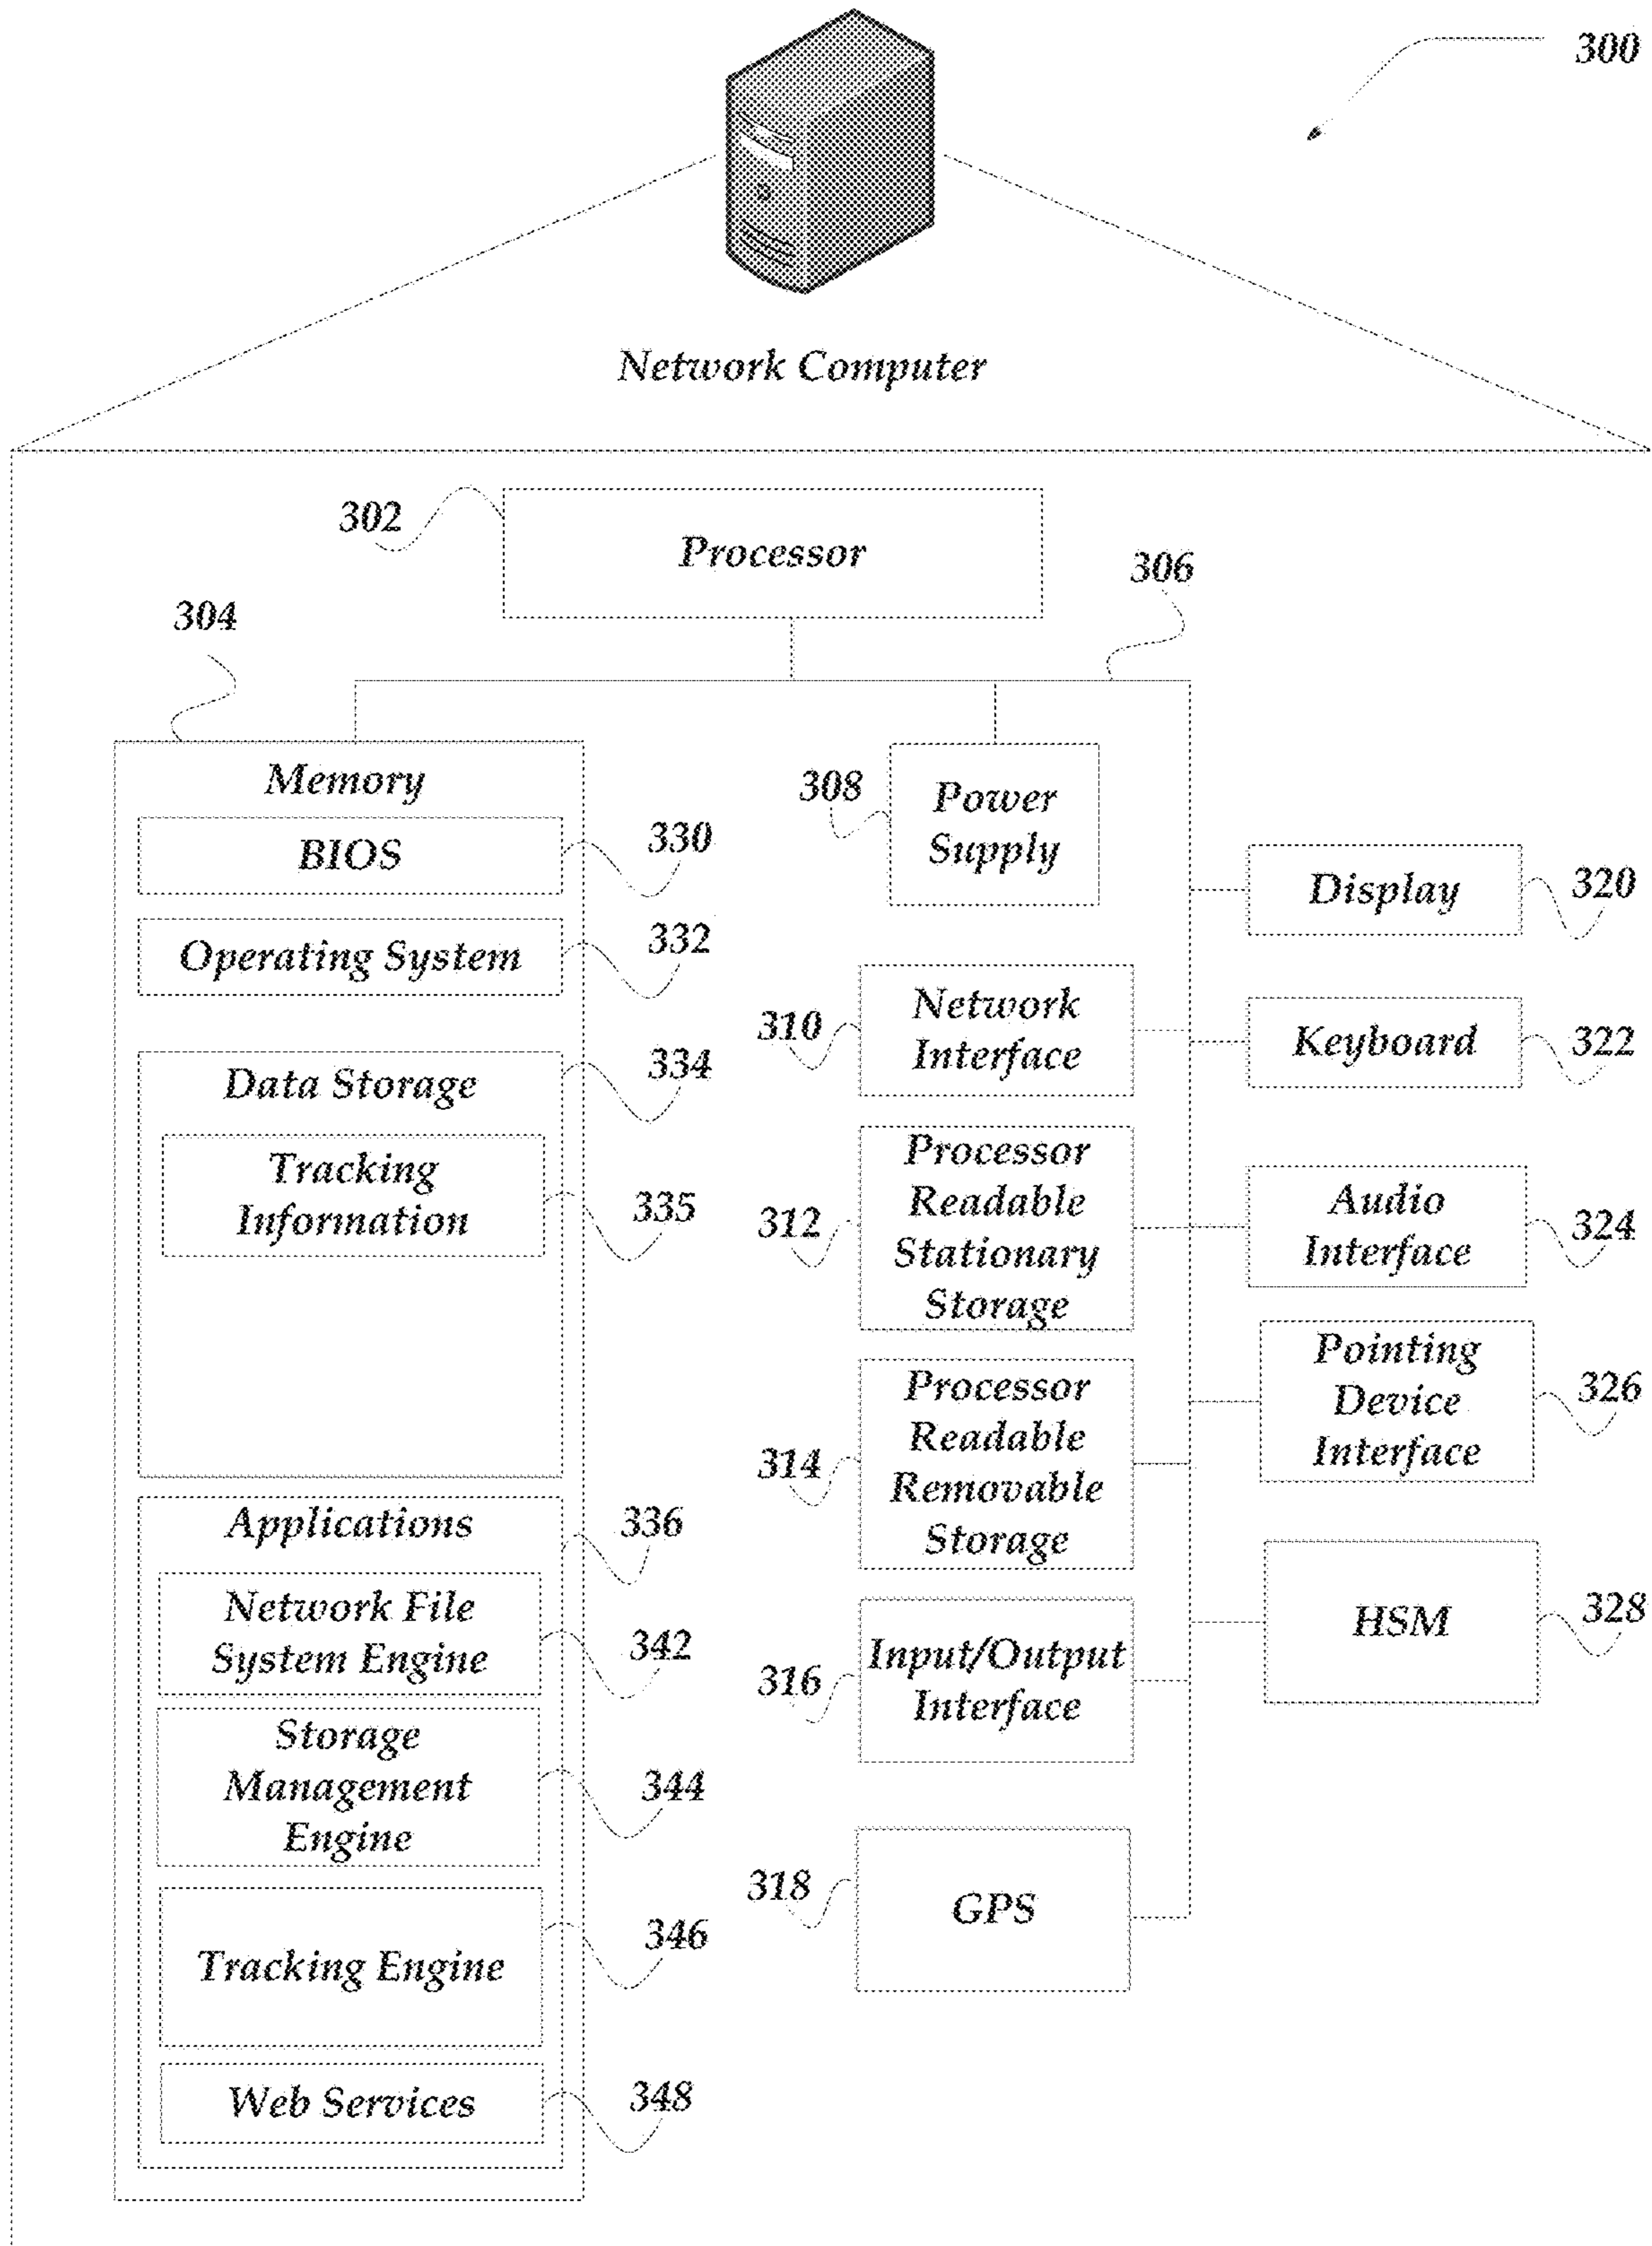 300
Network Computer
302
Processor
306
304
Memory
BIOS
330
Operating System
332
Data Storage
334
Tracking
Information
335
Applications
336
Network File
System Engine
342
Storage
Management
Engine
344
Tracking Engine
346
Web Services
348
308
Power
Supply
310
Network
Interface
312
Processor
Readable
Stationary
Storage
314
Processor
Readable
Removable
Storage
316
Input/Output
Interface
318
GPS
Display
320
Keyboard
322
Audio
Interface
324
Pointing
Device
Interface
326
HSM
328